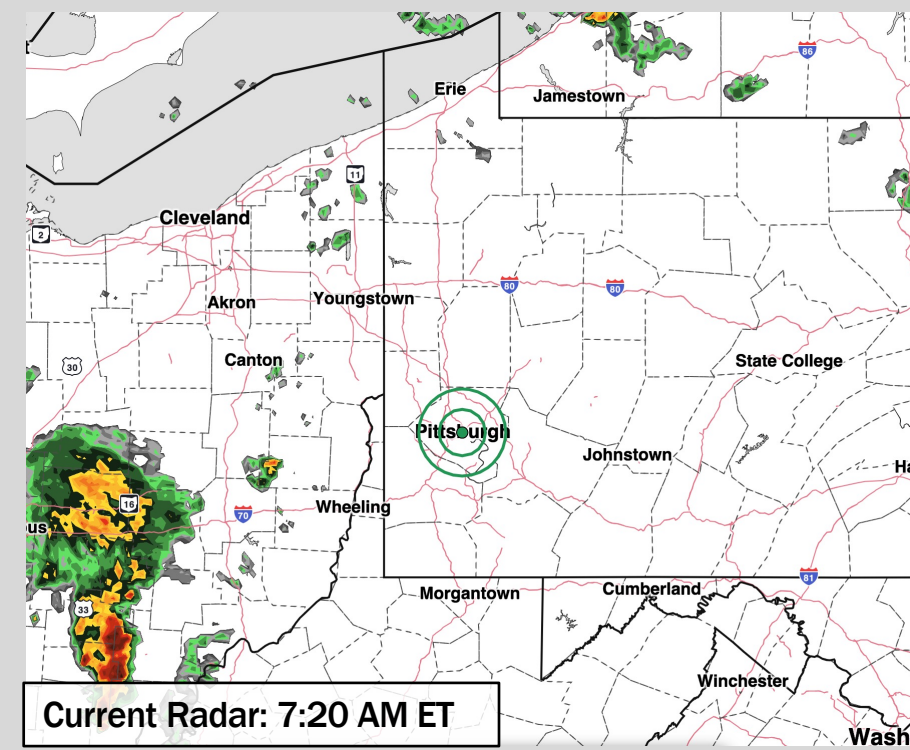 86
Erie
Jamestown
11
Cleveland
2
80
80
Akron
Youngstown
30
Canton
State College
Pittsburgh
Johnstown
Ha
16
Wheeling
70
us
81
Morgantown
Cumberland
33
Winchester
Current Radar: 7:20 AM ET
Wash